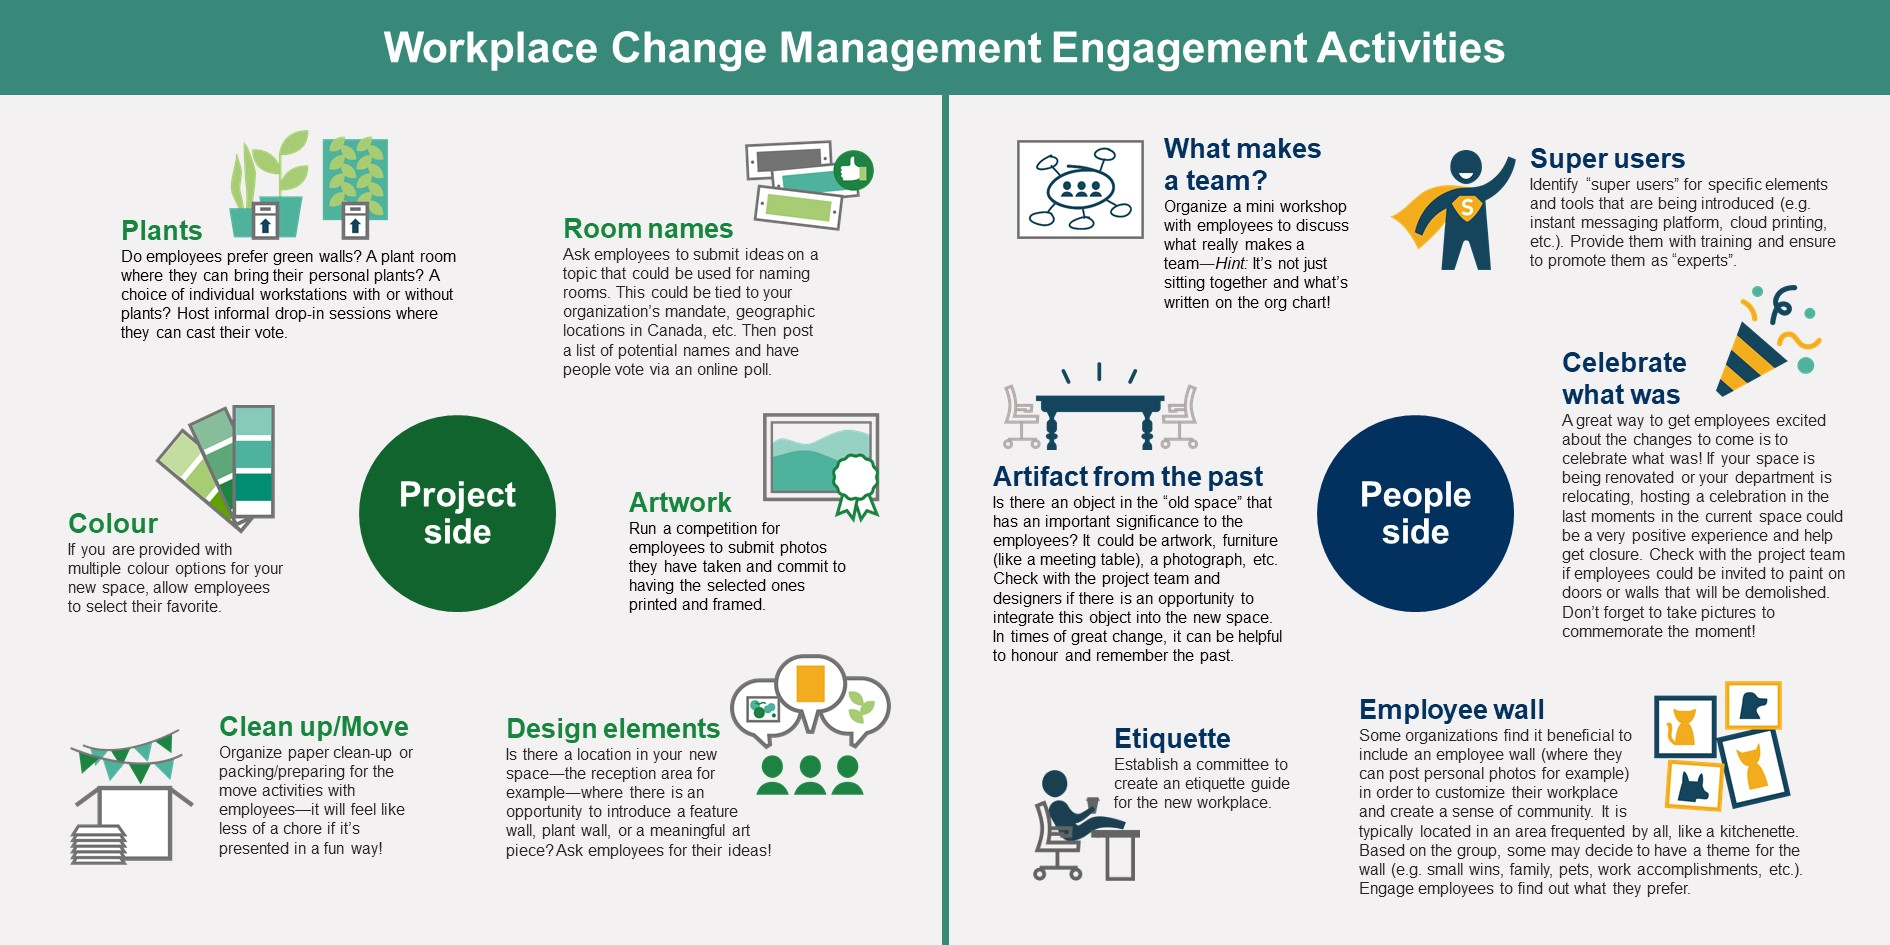 Workplace Change Management Engagement Activities
Plants
Do employees prefer green walls? A plant room
where they can bring their personal plants? A
choice of individual workstations with or without
plants? Host informal drop-in sessions where
they can cast their vote.
Room names
Ask employees to submit ideas on a
topic that could be used for naming
rooms. This could be tied to your
organization's mandate, geographic
locations in Canada, etc. Then post
a list of potential names and have
people vote via an online poll.
Colour
If you are provided with
multiple colour options for your
new space, allow employees
to select their favorite.
Project
side
Artwork
Run a competition for
employees to submit photos
they have taken and commit to
having the selected ones
printed and framed.
Clean up/Move
Organize paper clean-up or
packing/preparing for the
move activities with
employees—it will feel like
less of a chore if it's
presented in a fun way!
Design elements
Is there a location in your new
space—the reception area for
example—where there is an
opportunity to introduce a feature
wall, plant wall, or a meaningful art
piece? Ask employees for their ideas!
What makes
a team?
Organize a mini workshop
with employees to discuss
what really makes a
team—Hint: It's not just
sitting together and what's
written on the org chart!
S
Super users
Identify “super users” for specific elements
and tools that are being introduced (e.g.
instant messaging platform, cloud printing,
etc.). Provide them with training and ensure
to promote them as “experts”.
Artifact from the past
Is there an object in the “old space” that
has an important significance to the
employees? It could be artwork, furniture
(like a meeting table), a photograph, etc.
Check with the project team and
designers if there is an opportunity to
integrate this object into the new space.
In times of great change, it can be helpful
to honour and remember the past.
People
side
Celebrate
what was
A great way to get employees excited
about the changes to come is to
celebrate what was! If your space is
being renovated or your department is
relocating, hosting a celebration in the
last moments in the current space could
be a very positive experience and help
get closure. Check with the project team
if employees could be invited to paint on
doors or walls that will be demolished.
Don't forget to take pictures to
commemorate the moment!
Etiquette
Establish a committee to
create an etiquette guide
for the new workplace.
Employee wall
Some organizations find it beneficial to
include an employee wall (where they
can post personal photos for example)
in order to customize their workplace
and create a sense of community. It is
typically located in an area frequented by all, like a kitchenette.
Based on the group, some may decide to have a theme for the
wall (e.g. small wins, family, pets, work accomplishments, etc.).
Engage employees to find out what they prefer.